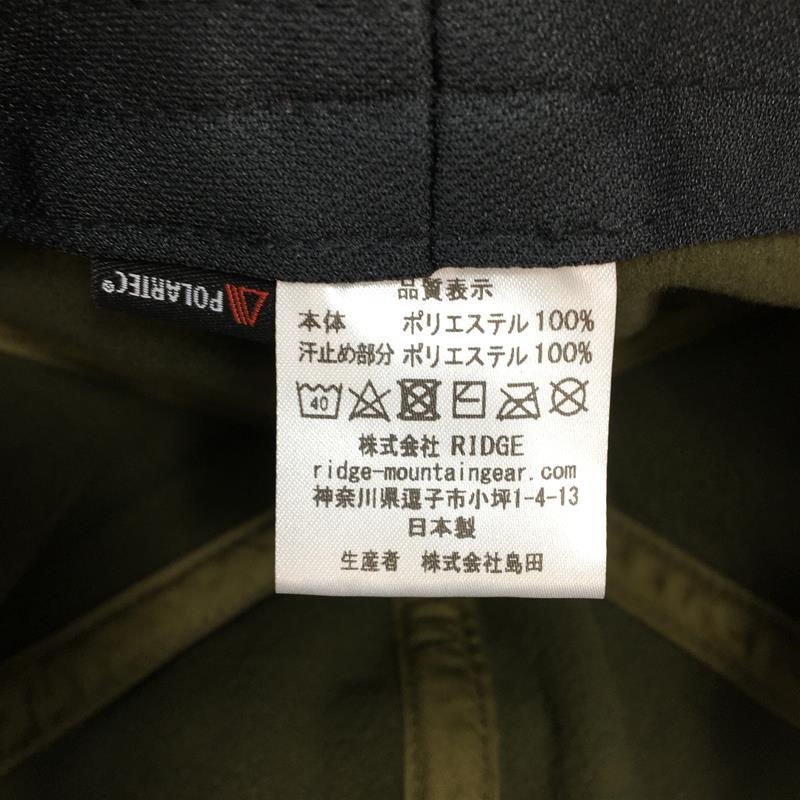 POLARTEC®
品質表示
本体 ポリエステル100%
汗止め部分 ポリエステル100%
40
株式会社 RIDGE
ridge-mountaingear.com
神奈川県逗子市小坪1-4-13
日本製
生産者 株式会社島田